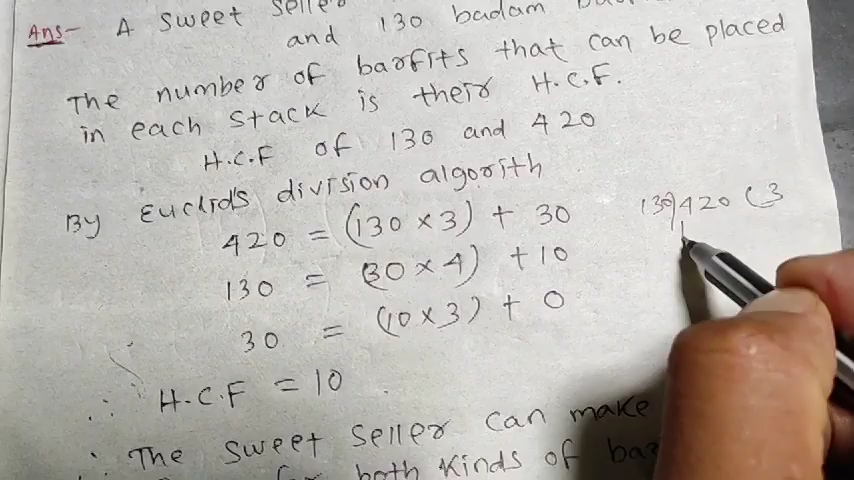 Ans- A sweet seller
and 130 badam
The number of barfits that can be placed
in each stack is their H.C.F.
H.C.F of 130 and 420
By Euclid's division algorith
420 = (130 × 3) + 30
130 = (30 × 4) + 10
30 = (10 × 3) + 0
130)420 (3
∴ H.C.F = 10
∴ The sweet seller can make
both kinds of